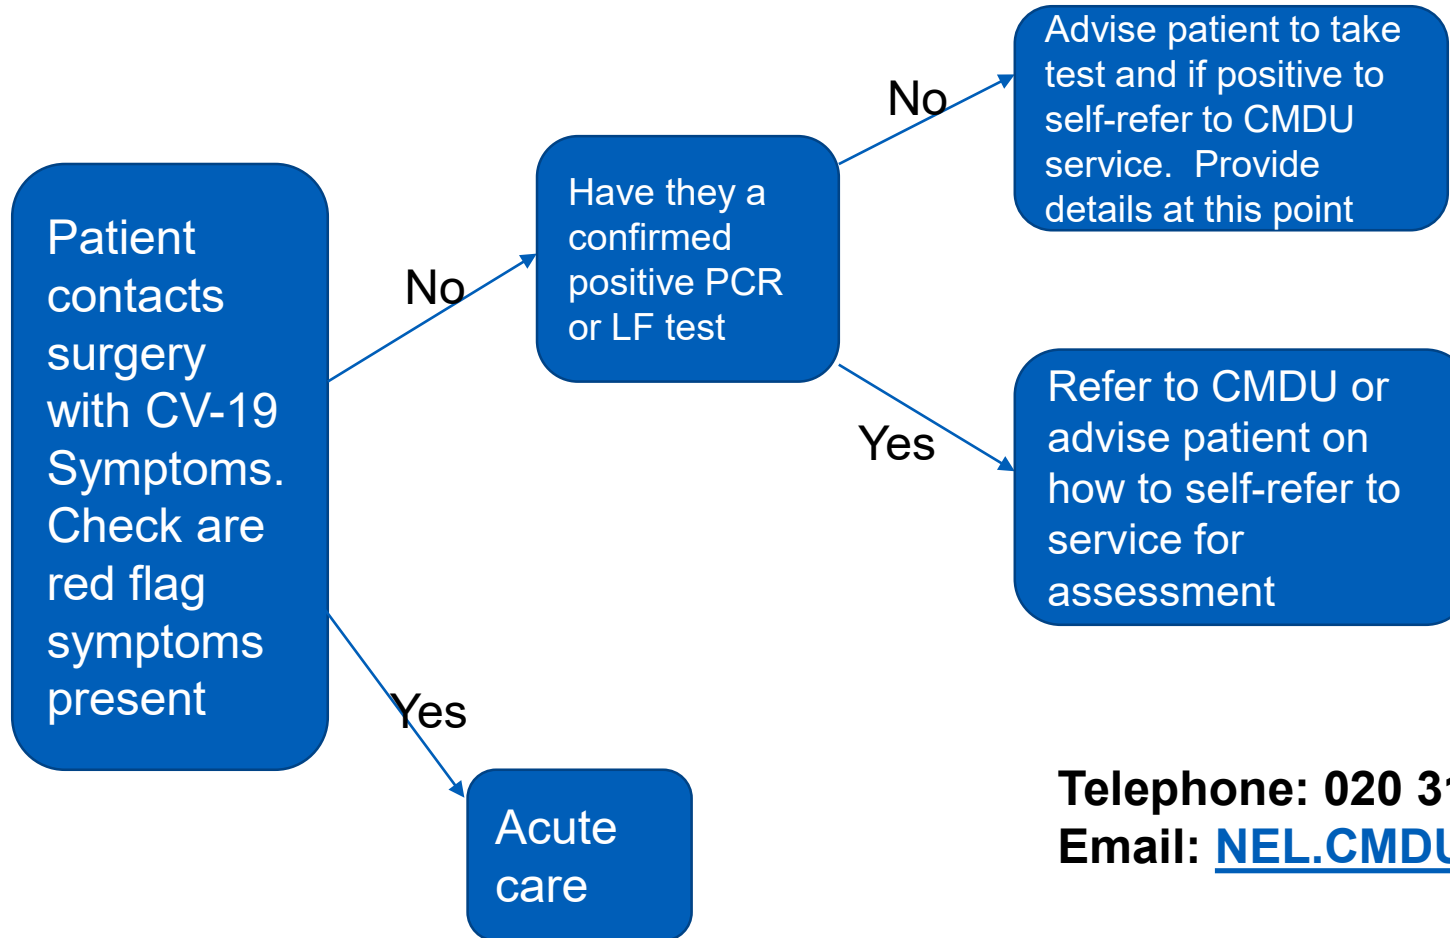 Patient
contacts
surgery
with CV-19
Symptoms.
Check are
red flag
symptoms
present
No
Yes
Acute
care
Have they a
confirmed
positive PCR
or LF test
No
Yes
Advise patient to take
test and if positive to
self-refer to CMDU
service. Provide
details at this point
Refer to CMDU or
advise patient on
how to self-refer to
service for
assessment
Telephone: 020 31
Email: NEL.CMDU